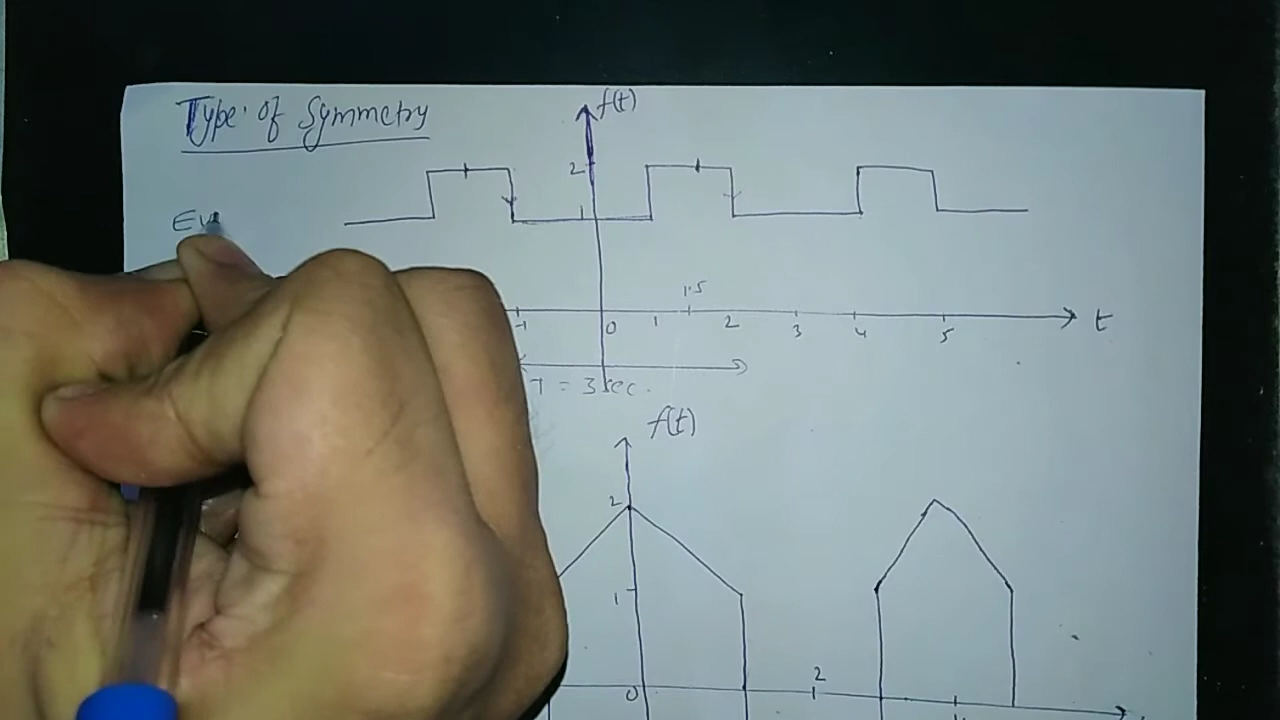 Type of Symmetry
f(t)
2
1
1.5
-1 0 1 2 3 4 5 t
T = 3 sec.
f(t)
2
1
0 2